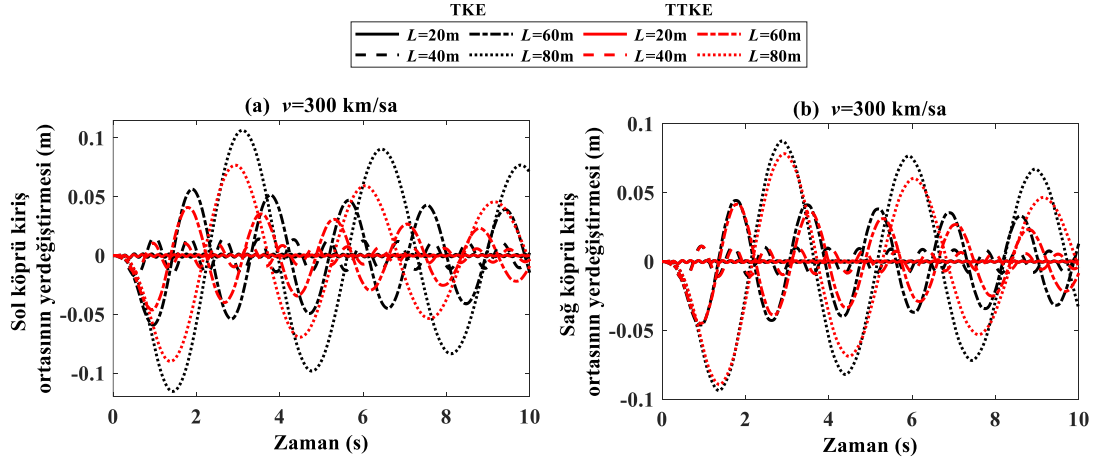 TKE TTKE
L=20m L=60m L=20m L=60m
L=40m L=80m L=40m L=80m
(a) v=300 km/sa
Sol köprü kiriş
ortasının yerdeğiştirmesi (m)
0.1
0.05
0
-0.05
-0.1
0 2 4 6 8 10
Zaman (s)
(b) v=300 km/sa
Sağ köprü kiriş
ortasının yerdeğiştirmesi (m)
0.1
0.05
0
-0.05
-0.1
0 2 4 6 8 10
Zaman (s)